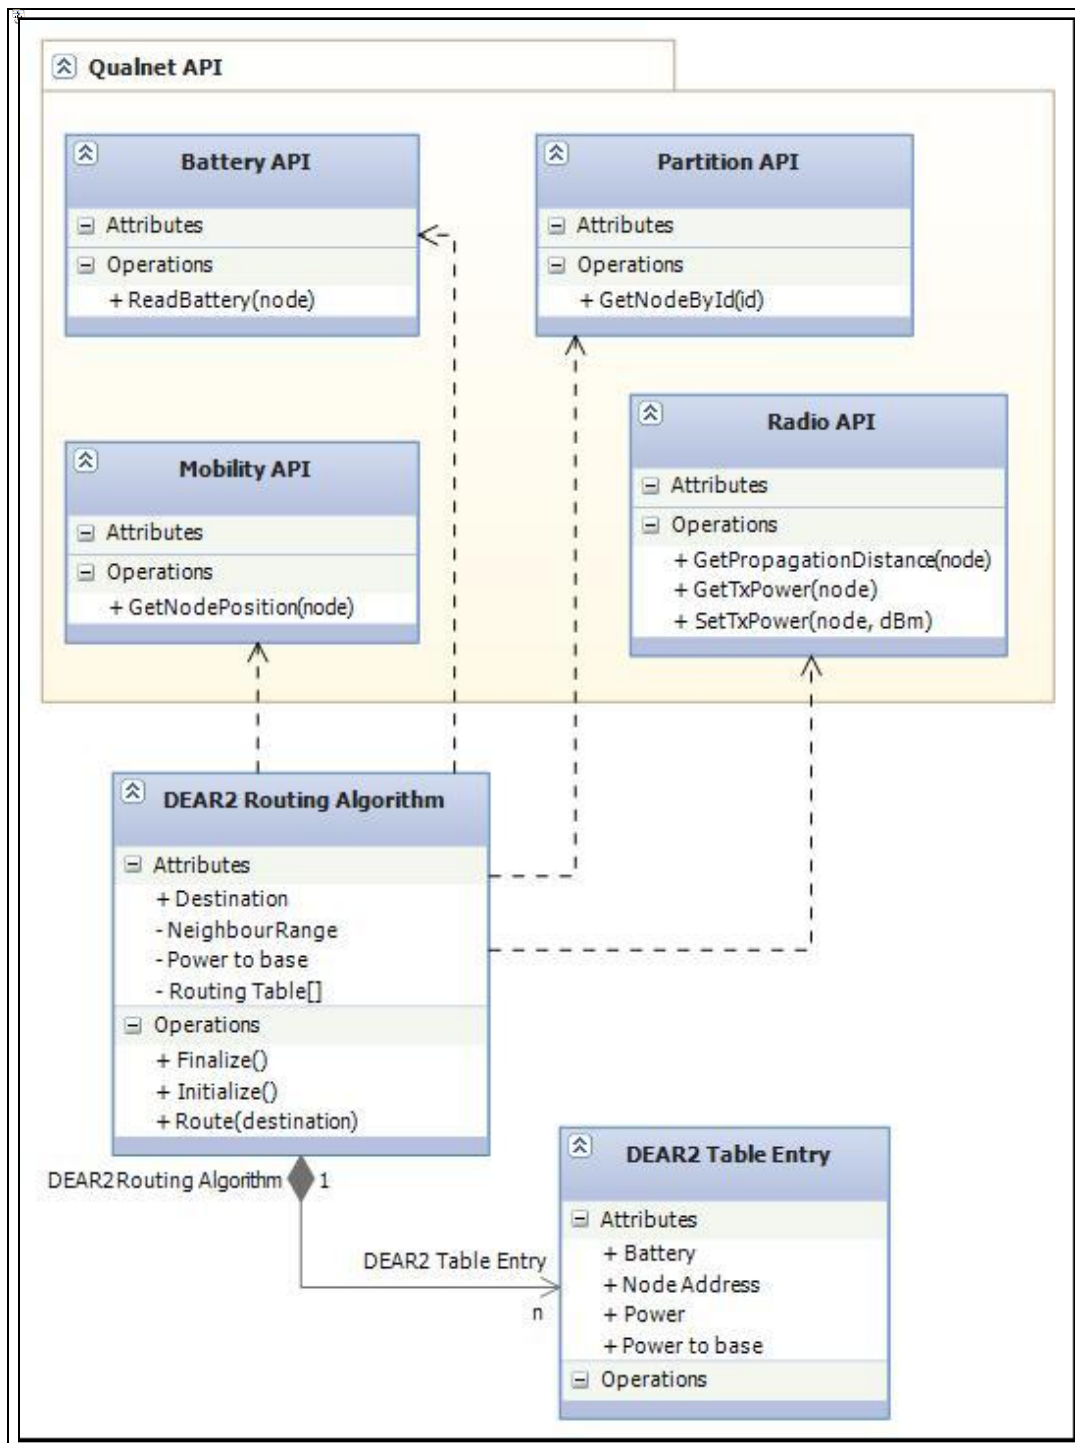 Qualnet API
Battery API
Attributes
Operations
+ ReadBattery(node)
Partition API
Attributes
Operations
+ GetNodeById(id)
Mobility API
Attributes
Operations
+ GetNodePosition(node)
Radio API
Attributes
Operations
+ GetPropagationDistance(node)
+ GetTxPower(node)
+ SetTxPower(node, dBm)
DEAR2 Routing Algorithm
Attributes
+ Destination
- NeighbourRange
- Power to base
- Routing Table[]
Operations
+ Finalize()
+ Initialize()
+ Route(destination)
DEAR2 Routing Algorithm 1
DEAR2 Table Entry
n
DEAR2 Table Entry
Attributes
+ Battery
+ Node Address
+ Power
+ Power to base
Operations